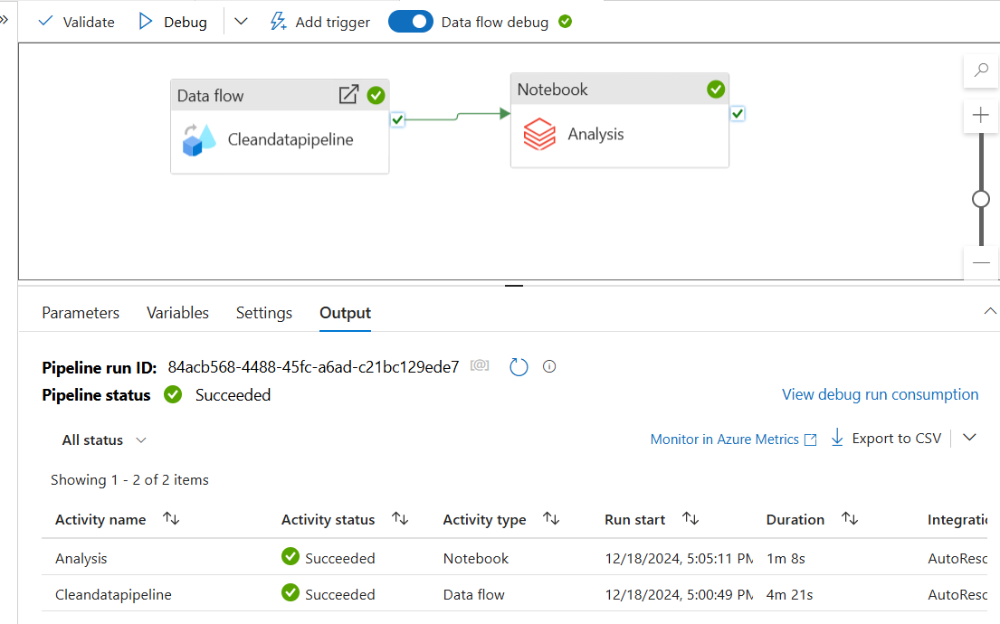 Validate Debug Add trigger Data flow debug
Data flow
Cleandatapipeline
Notebook
Analysis
Parameters Variables Settings Output
Pipeline run ID: 84acb568-4488-45fc-a6ad-c21bc129ede7 [@]
Pipeline status Succeeded
View debug run consumption
All status
Monitor in Azure Metrics Export to CSV
Showing 1 - 2 of 2 items
Activity name Activity status Activity type Run start Duration
Analysis Succeeded Notebook 12/18/2024, 5:05:11 PM 1m 8s
Cleandatapipeline Succeeded Data flow 12/18/2024, 5:00:49 PM 4m 21s